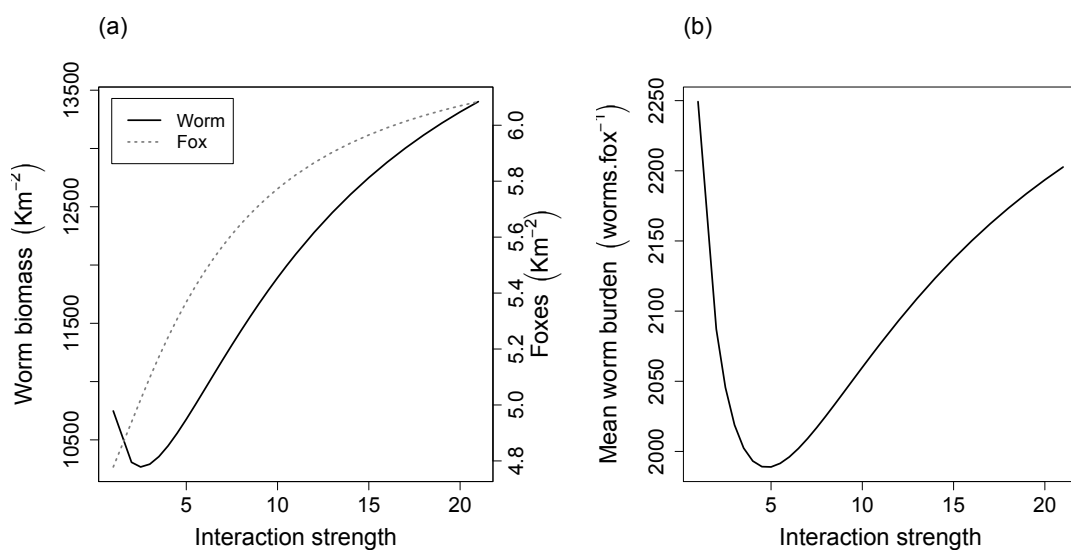 (a)
Worm biomass (Km⁻²)
10500
11500
12500
13500
Worm
Fox
4.8
5.0
5.2
5.4
5.6
5.8
6.0
Foxes (Km⁻²)
5
10
15
20
Interaction strength
(b)
Mean worm burden (worms.fox⁻¹)
2000
2050
2100
2150
2200
2250
5
10
15
20
Interaction strength